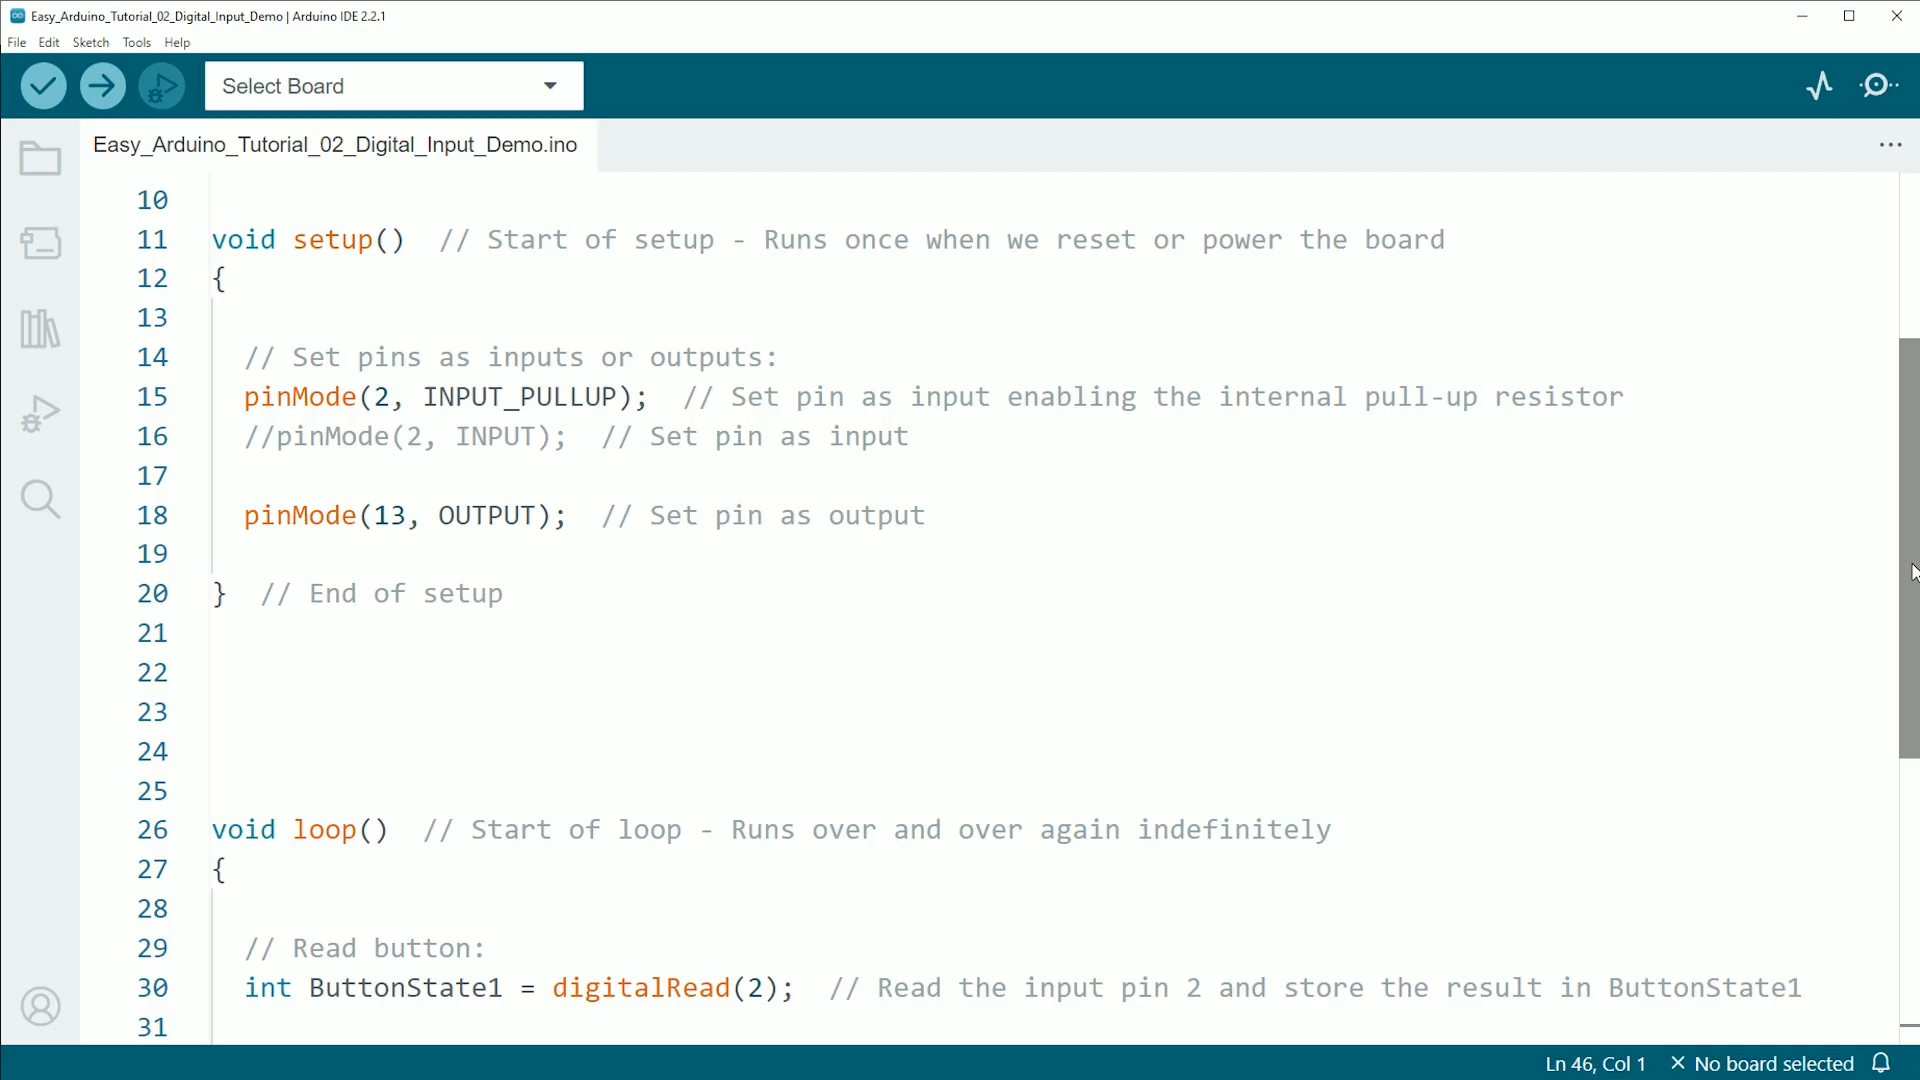 Easy_Arduino_Tutorial_02_Digital_Input_Demo | Arduino IDE 2.2.1
File Edit Sketch Tools Help
Select Board
Easy_Arduino_Tutorial_02_Digital_Input_Demo.ino
10
11 void setup() // Start of setup - Runs once when we reset or power the board
12 {
13
14 // Set pins as inputs or outputs:
15 pinMode(2, INPUT_PULLUP); // Set pin as input enabling the internal pull-up resistor
16 //pinMode(2, INPUT); // Set pin as input
17
18 pinMode(13, OUTPUT); // Set pin as output
19
20 } // End of setup
21
22
23
24
25
26 void loop() // Start of loop - Runs over and over again indefinitely
27 {
28
29 // Read button:
30 int ButtonState1 = digitalRead(2); // Read the input pin 2 and store the result in ButtonState1
31
Ln 46, Col 1 No board selected